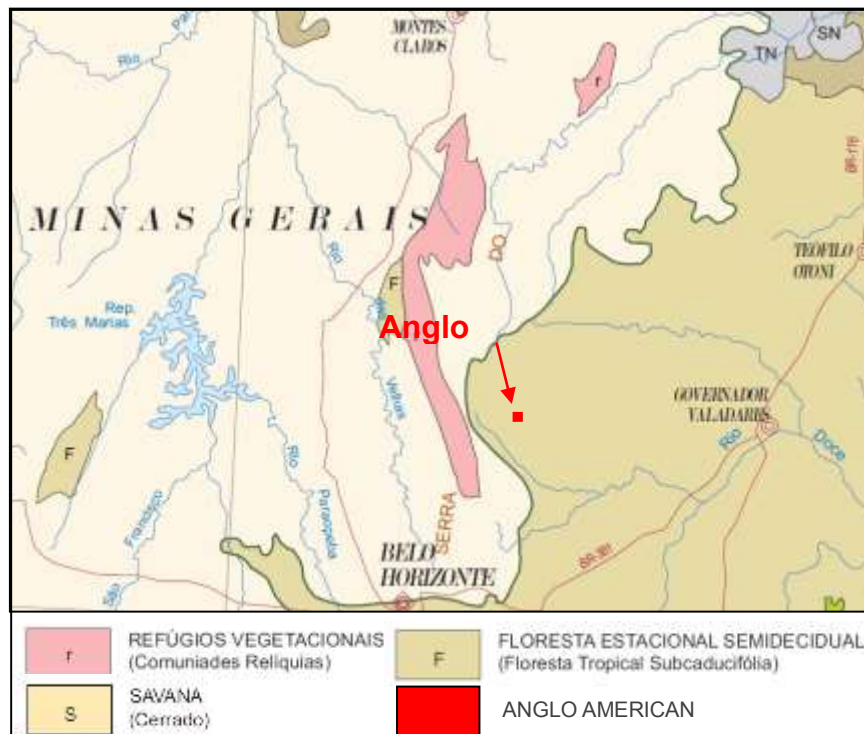 MONTES
CLAROS
Rio
SN
TN
r
BR-116
MINAS GERAIS
DO
TEOFILO
OTONI
F
Rio
Rep.
Três Marias
Anglo
GOVERNADOR
VALADARES
Velhas
Rio
Doce
F
Rio
Francisco
Paraopeba
SERRA
BELO
HORIZONTE
BR-381
São
r
REFÚGIOS VEGETACIONAIS
(Comuniades Relíquias)
F
FLORESTA ESTACIONAL SEMIDECIDUAL
(Floresta Tropical Subcaducifólia)
S
SAVANA
(Cerrado)
ANGLO AMERICAN